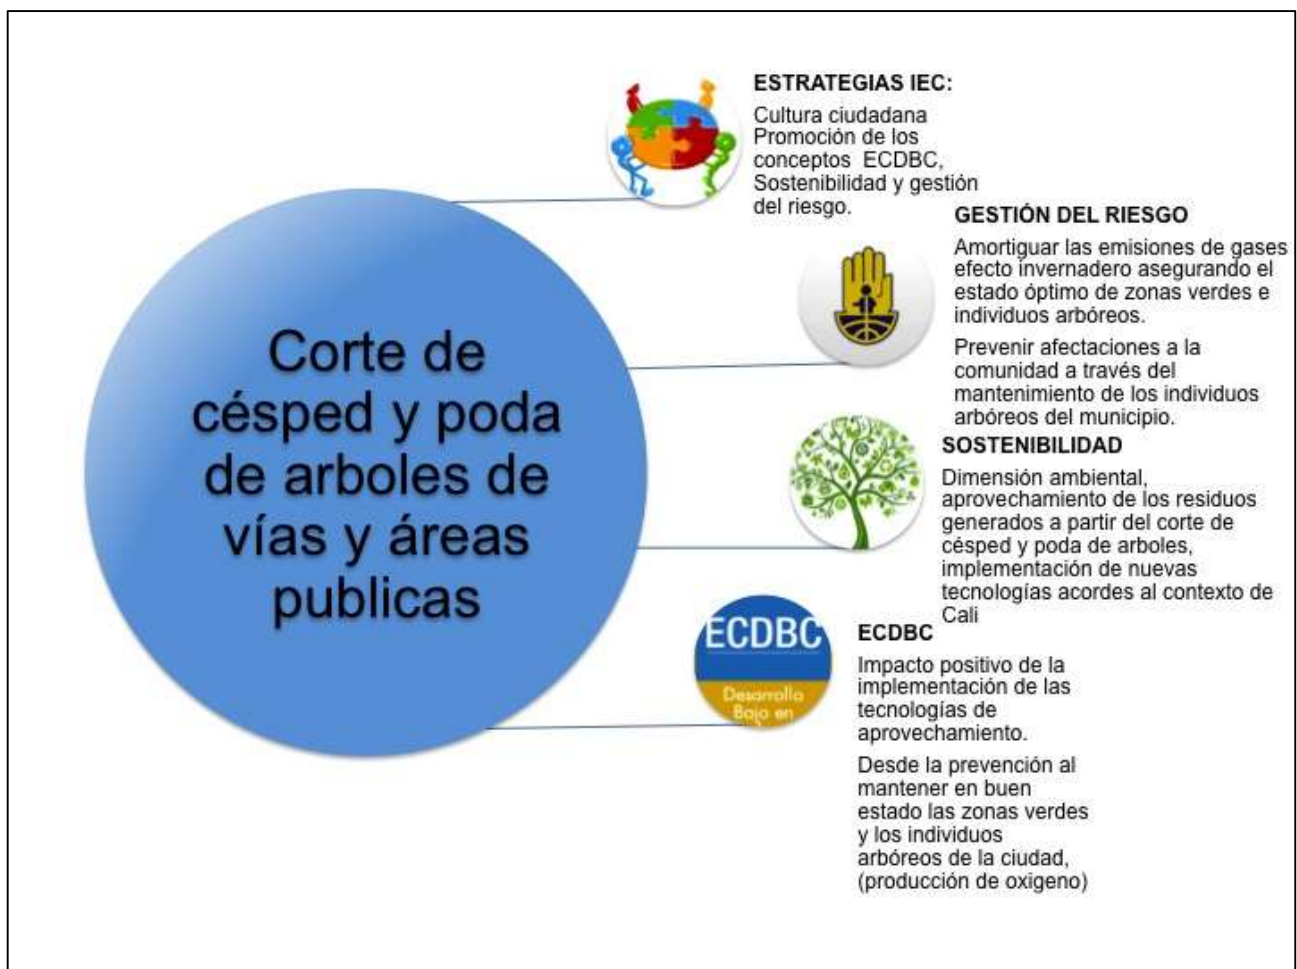 Corte de
césped y poda
de arboles de
vías y áreas
publicas
ESTRATEGIAS IEC:
Cultura ciudadana
Promoción de los
conceptos ECDBC,
Sostenibilidad y gestión
del riesgo.
GESTIÓN DEL RIESGO
Amortiguar las emisiones de gases
efecto invernadero asegurando el
estado óptimo de zonas verdes e
individuos arbóreos.
Prevenir afectaciones a la
comunidad a través del
mantenimiento de los individuos
arbóreos del municipio.
SOSTENIBILIDAD
Dimensión ambiental,
aprovechamiento de los residuos
generados a partir del corte de
césped y poda de arboles,
implementación de nuevas
tecnologías acordes al contexto de
Cali
ECDBC
Desarrollo
Bajo en
ECDBC
Impacto positivo de la
implementación de las
tecnologías de
aprovechamiento.
Desde la prevención al
mantener en buen
estado las zonas verdes
y los individuos
arbóreos de la ciudad,
(producción de oxigeno)